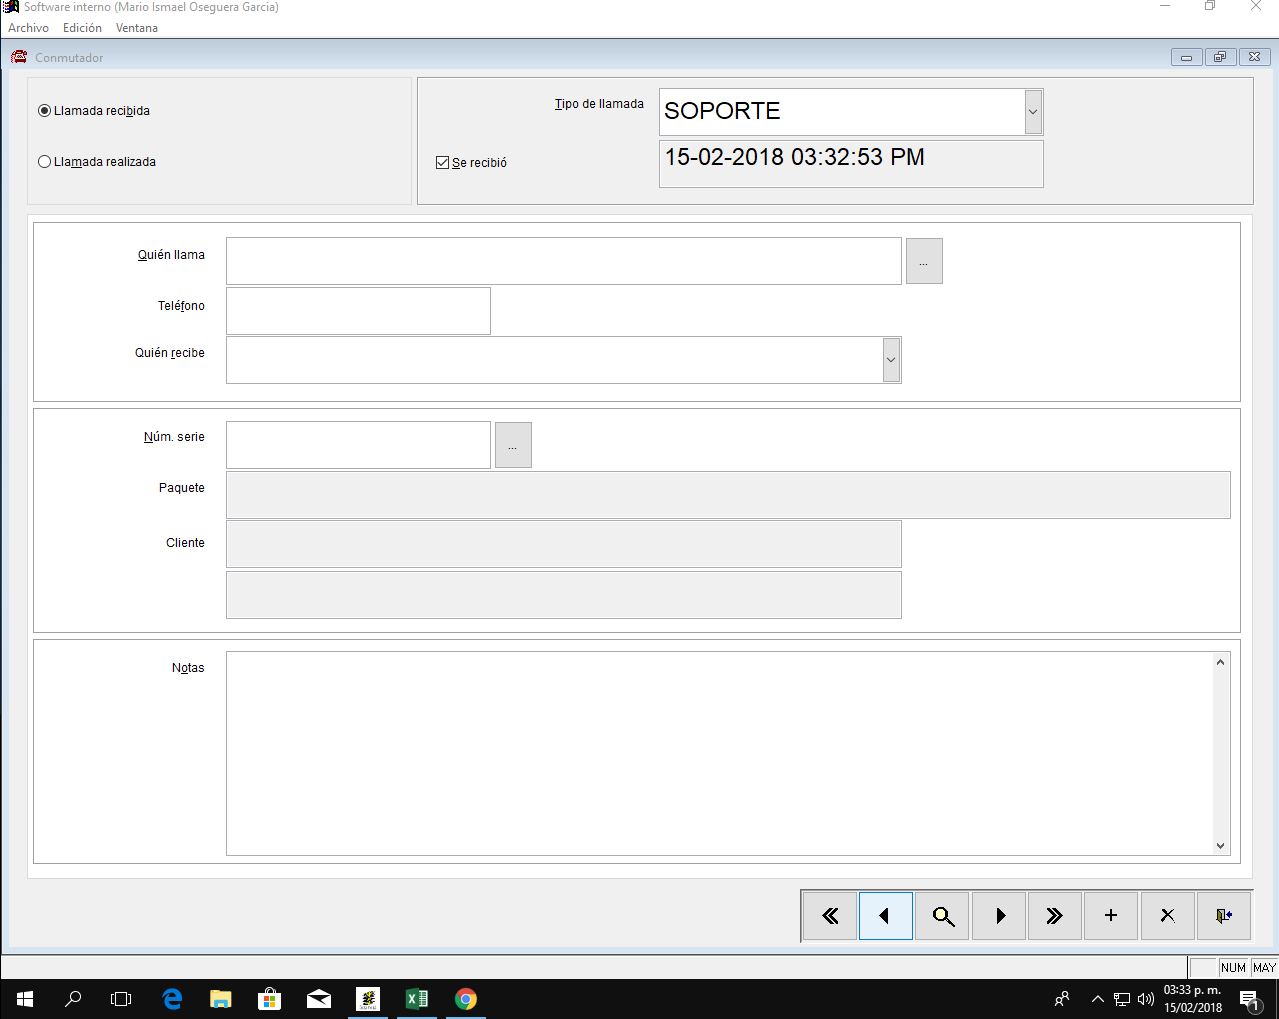 Software interno (Mario Ismael Oseguera Garcia)
Archivo Edición Ventana
Conmutador
Llamada recibida
Llamada realizada
Tipo de llamada SOPORTE
Se recibió 15-02-2018 03:32:53 PM
Quién llama ...
Teléfono
Quién recibe
Núm. serie ...
Paquete
Cliente
Notas
NUM MAY
03:33 p. m.
15/02/2018
1